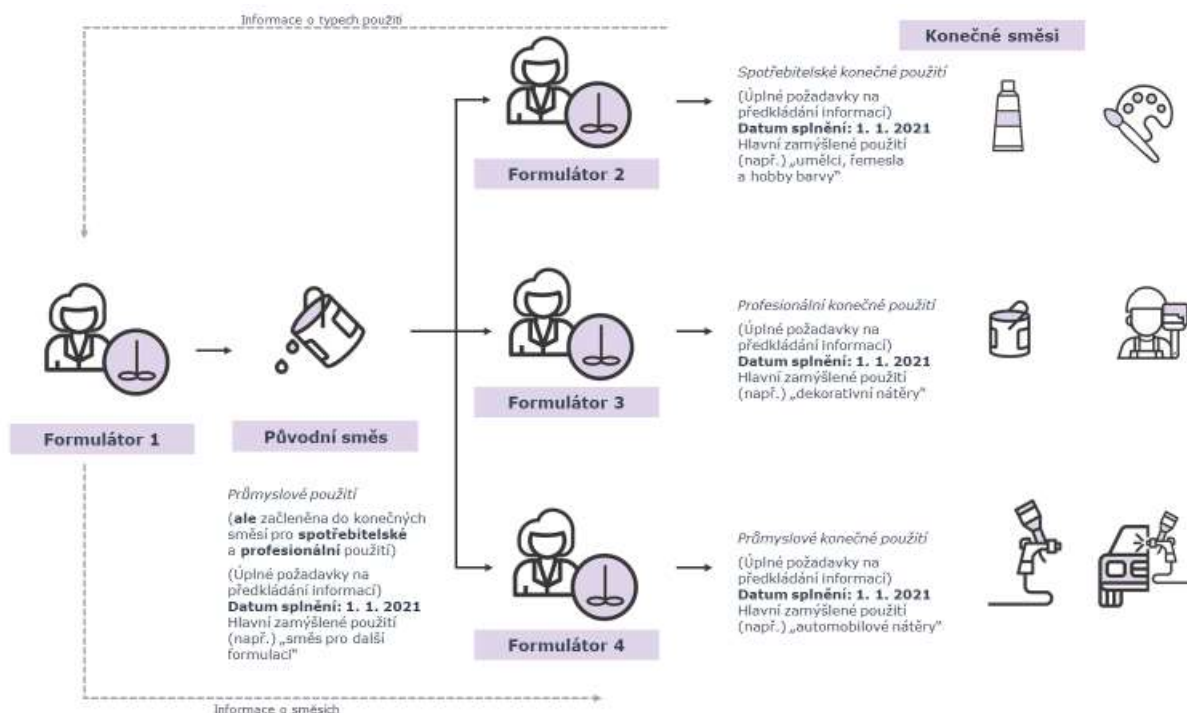 Informace o typech použití
Konečné směsi
Spotřebitelské konečné použití
(Úplné požadavky na
předkládání informací)
Datum splnění: 1. 1. 2021
Hlavní zamýšlené použití
(např.) „umělci, řemesla
a hobby barvy“
Formulátor 2
Profesionální konečné použití
(Úplné požadavky na
předkládání informací)
Datum splnění: 1. 1. 2021
Hlavní zamýšlené použití
(např.) „dekorativní nátěry“
Formulátor 3
Formulátor 1
Původní směs
Průmyslové použití
(ale začleněna do konečných
směsí pro spotřebitelské
a profesionální použití)
(Úplné požadavky na
předkládání informací)
Datum splnění: 1. 1. 2021
Hlavní zamýšlené použití
(např.) „směs pro další
formulaci“
Průmyslové konečné použití
(Úplné požadavky na
předkládání informací)
Datum splnění: 1. 1. 2021
Hlavní zamýšlené použití
(např.) „automobilové nátěry“
Formulátor 4
Informace o směsích